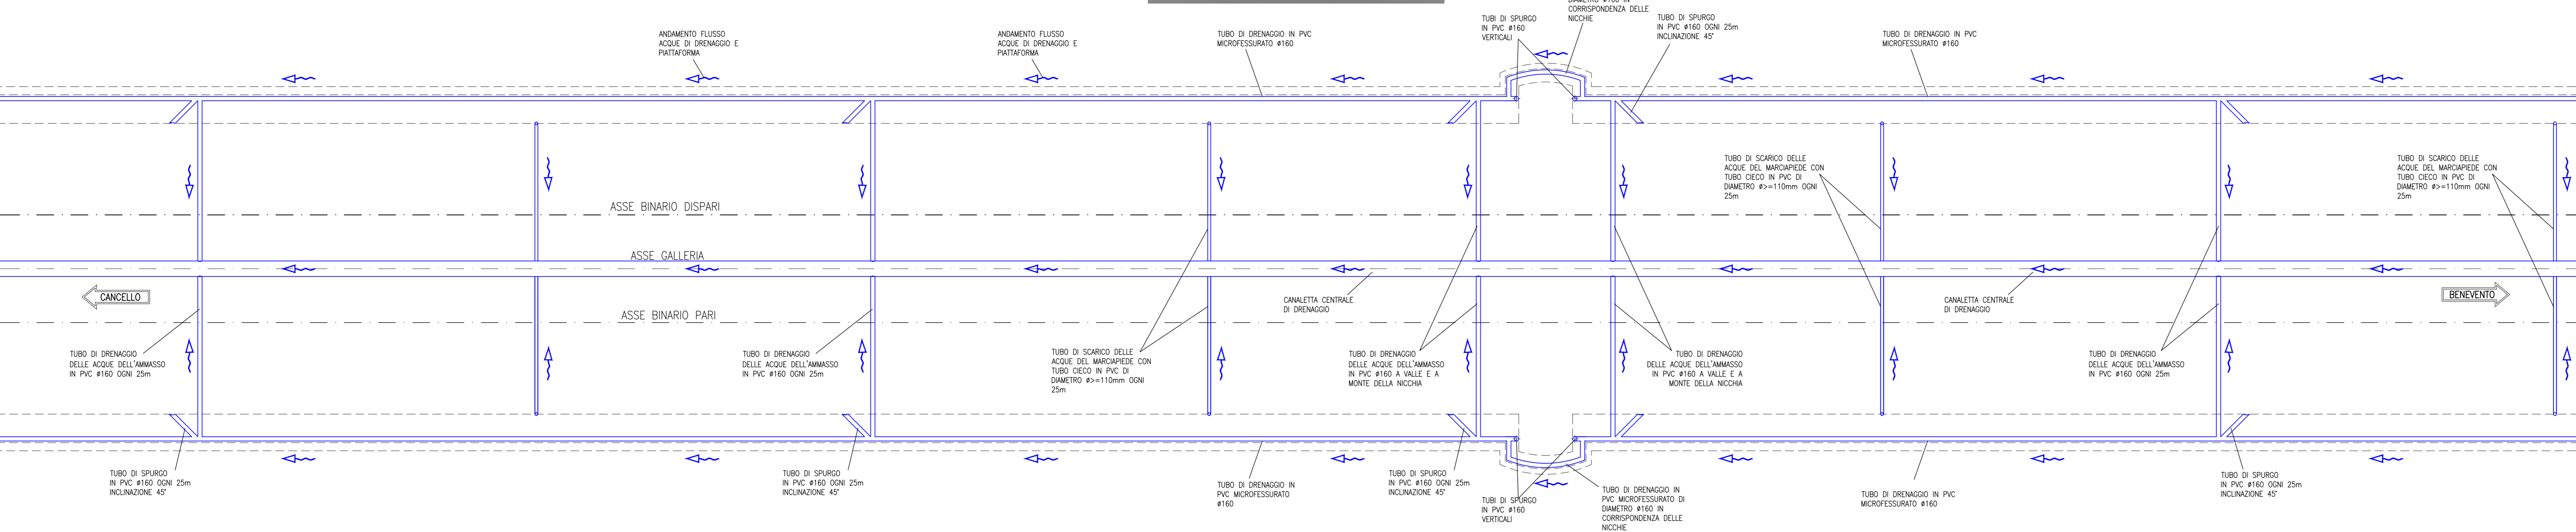 DIAMETRO ø160 IN
CORRISPONDENZA DELLE
NICCHIE
TUBI DI SPURGO
IN PVC ø160
VERTICALI
TUBO DI SPURGO
IN PVC ø160 OGNI 25m
INCLINAZIONE 45°
ANDAMENTO FLUSSO
ACQUE DI DRENAGGIO E
PIATTAFORMA
ANDAMENTO FLUSSO
ACQUE DI DRENAGGIO E
PIATTAFORMA
TUBO DI DRENAGGIO IN PVC
MICROFESSURATO ø160
TUBO DI DRENAGGIO IN PVC
MICROFESSURATO ø160
TUBO DI SCARICO DELLE
ACQUE DEL MARCIAPIEDE CON
TUBO CIECO IN PVC DI
DIAMETRO ø>=110mm OGNI
25m
TUBO DI SCARICO DELLE
ACQUE DEL MARCIAPIEDE CON
TUBO CIECO IN PVC DI
DIAMETRO ø>=110mm OGNI
25m
ASSE BINARIO DISPARI
ASSE GALLERIA
CANCELLO
BENEVENTO
CANALETTA CENTRALE
DI DRENAGGIO
CANALETTA CENTRALE
DI DRENAGGIO
ASSE BINARIO PARI
TUBO DI DRENAGGIO
DELLE ACQUE DELL'AMMASSO
IN PVC ø160 OGNI 25m
TUBO DI DRENAGGIO
DELLE ACQUE DELL'AMMASSO
IN PVC ø160 OGNI 25m
TUBO DI SCARICO DELLE
ACQUE DEL MARCIAPIEDE CON
TUBO CIECO IN PVC DI
DIAMETRO ø>=110mm OGNI
25m
TUBO DI DRENAGGIO
DELLE ACQUE DELL'AMMASSO
IN PVC ø160 A VALLE E A
MONTE DELLA NICCHIA
TUBO DI DRENAGGIO
DELLE ACQUE DELL'AMMASSO
IN PVC ø160 A VALLE E A
MONTE DELLA NICCHIA
TUBO DI DRENAGGIO
DELLE ACQUE DELL'AMMASSO
IN PVC ø160 OGNI 25m
TUBO DI SPURGO
IN PVC ø160 OGNI 25m
INCLINAZIONE 45°
TUBO DI SPURGO
IN PVC ø160 OGNI 25m
INCLINAZIONE 45°
TUBO DI DRENAGGIO IN
PVC MICROFESSURATO
ø160
TUBO DI SPURGO
IN PVC ø160 OGNI 25m
INCLINAZIONE 45°
TUBI DI SPURGO
IN PVC ø160
VERTICALI
TUBO DI DRENAGGIO IN
PVC MICROFESSURATO DI
DIAMETRO ø160 IN
CORRISPONDENZA DELLE
NICCHIE
TUBO DI DRENAGGIO IN PVC
MICROFESSURATO ø160
TUBO DI SPURGO
IN PVC ø160 OGNI 25m
INCLINAZIONE 45°